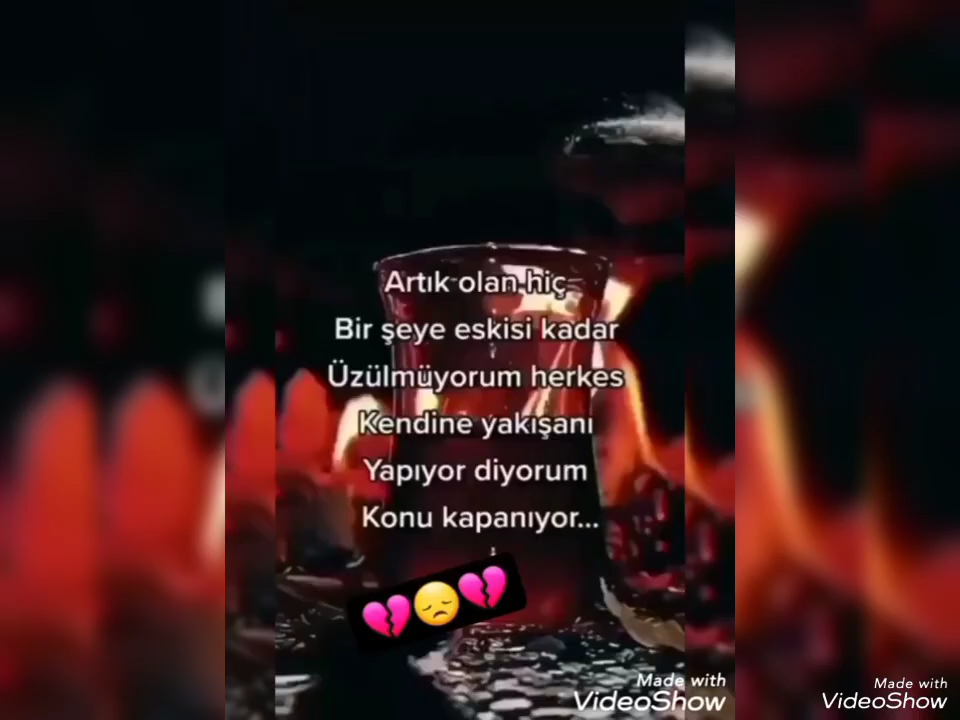 Artık olan hiç
Bir şeye eskisi kadar
Üzülmüyorum herkes
Kendine yakışanı
Yapıyor diyorum
Konu kapanıyor...
Made with
VideoShow
Made with
VideoShow